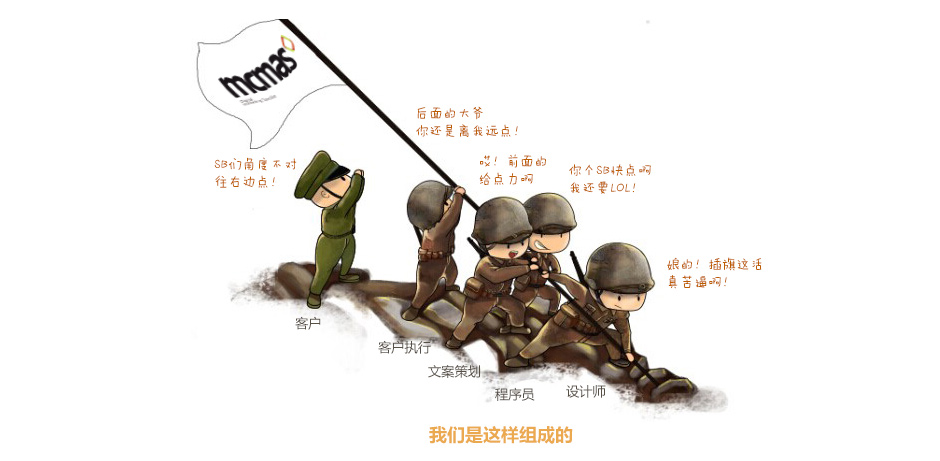 mcmas
后面的大爷
你还是离我远点！
SB们角度不对
往右边点！
哎！前面的
给点力啊
你个SB快点啊
我还要LOL！
娘的！插旗这活
真苦逼啊！
客户
客户执行
文案策划
程序员
设计师
我们是这样组成的